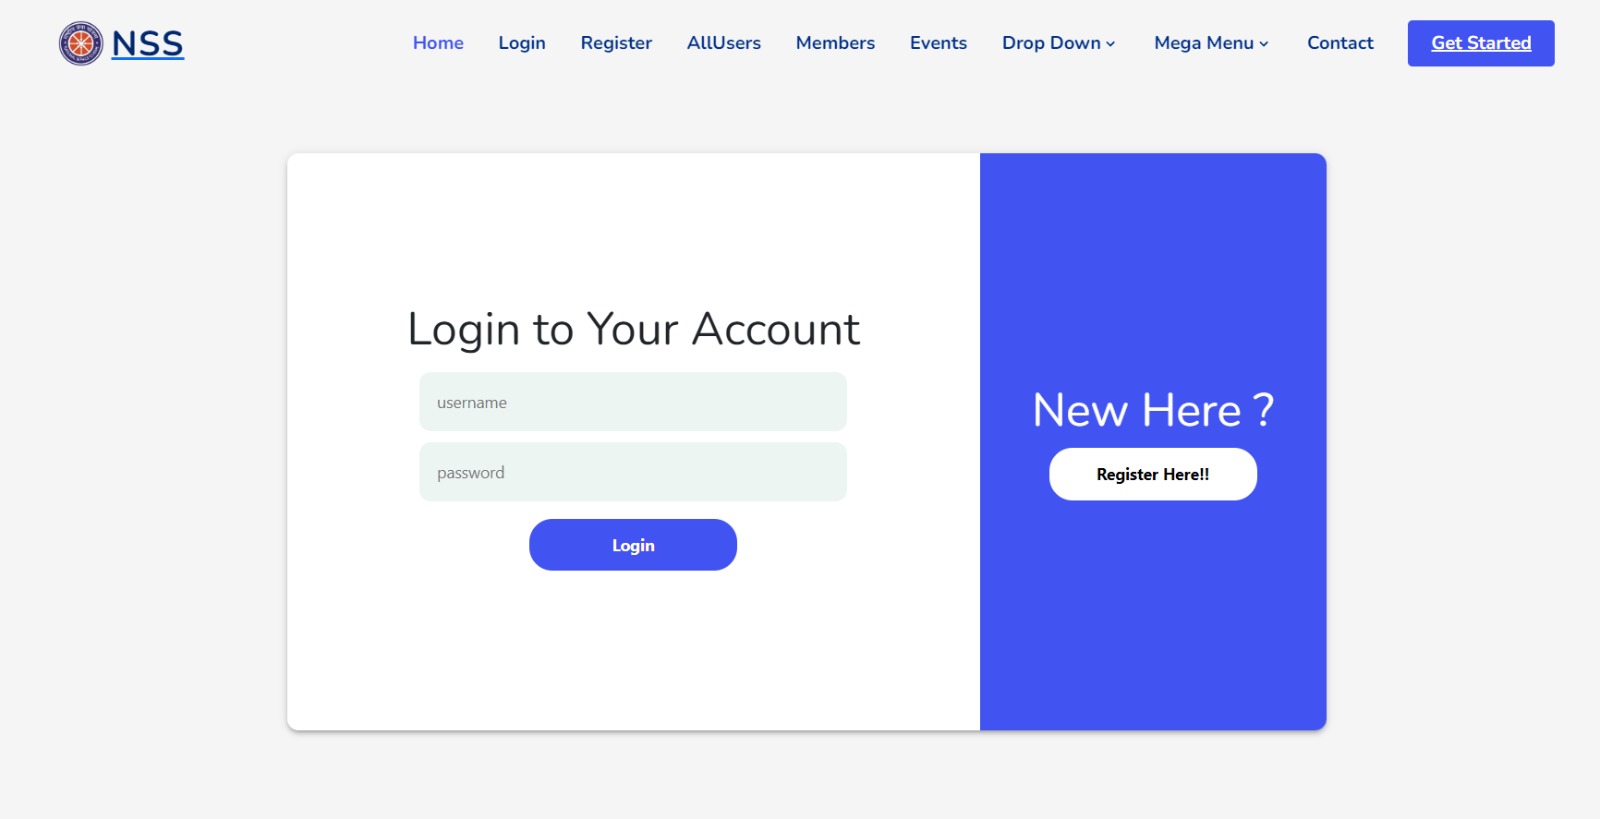 NSS
Home Login Register AllUsers Members Events Drop Down Mega Menu Contact Get Started
Login to Your Account
username
password
Login
New Here ?
Register Here!!